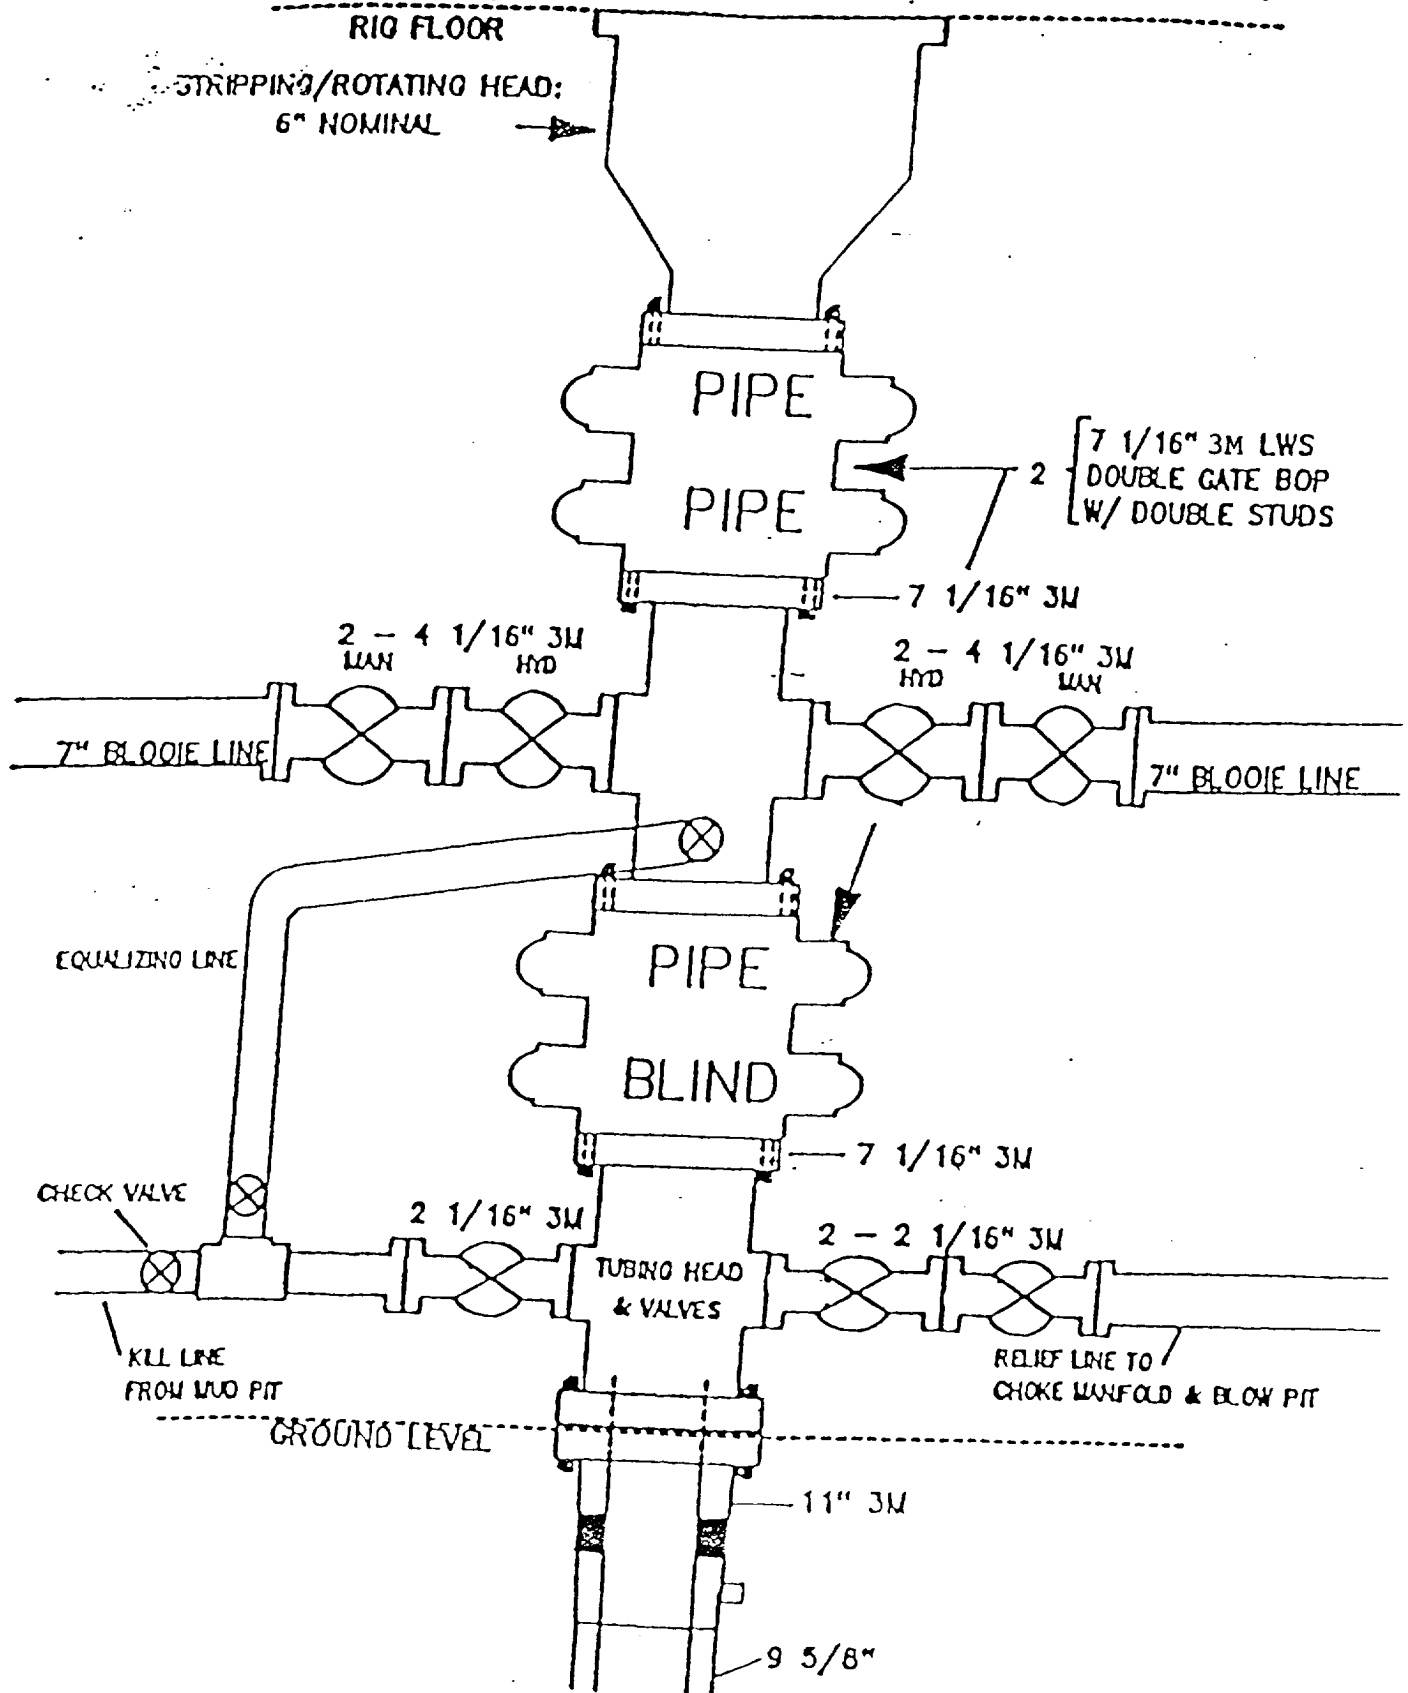 RIG FLOOR
STRIPPING/ROTATING HEAD:
6" NOMINAL
PIPE
PIPE
2
7 1/16" 3M LWS
DOUBLE GATE BOP
W/ DOUBLE STUDS
7 1/16" 3M
2 - 4 1/16" 3M
MAN HYD
2 - 4 1/16" 3M
HYD MAN
7" BLOOIE LINE
7" BLOOIE LINE
EQUALIZING LINE
PIPE
BLIND
7 1/16" 3M
CHECK VALVE
2 1/16" 3M
2 - 2 1/16" 3M
TUBING HEAD
& VALVES
KILL LINE
FROM MUD PIT
RELIEF LINE TO
CHOKE MANFOLD & BLOW PIT
GROUND LEVEL
11" 3M
9 5/8"